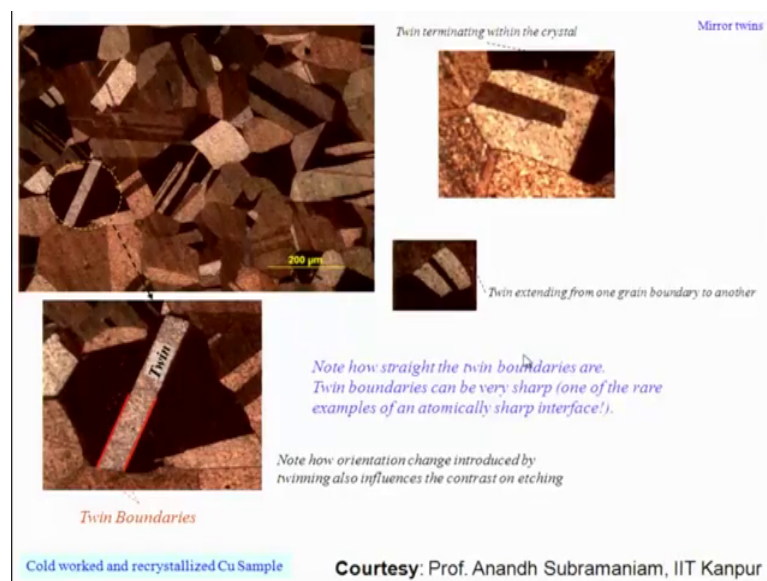 Twin terminating within the crystal
Mirror twins
200 µm
Twin extending from one grain boundary to another
Twin
Note how straight the twin boundaries are.
Twin boundaries can be very sharp (one of the rare
examples of an atomically sharp interface!).
Note how orientation change introduced by
twinning also influences the contrast on etching
Twin Boundaries
Cold worked and recrystallized Cu Sample
Courtesy: Prof. Anandh Subramaniam, IIT Kanpur